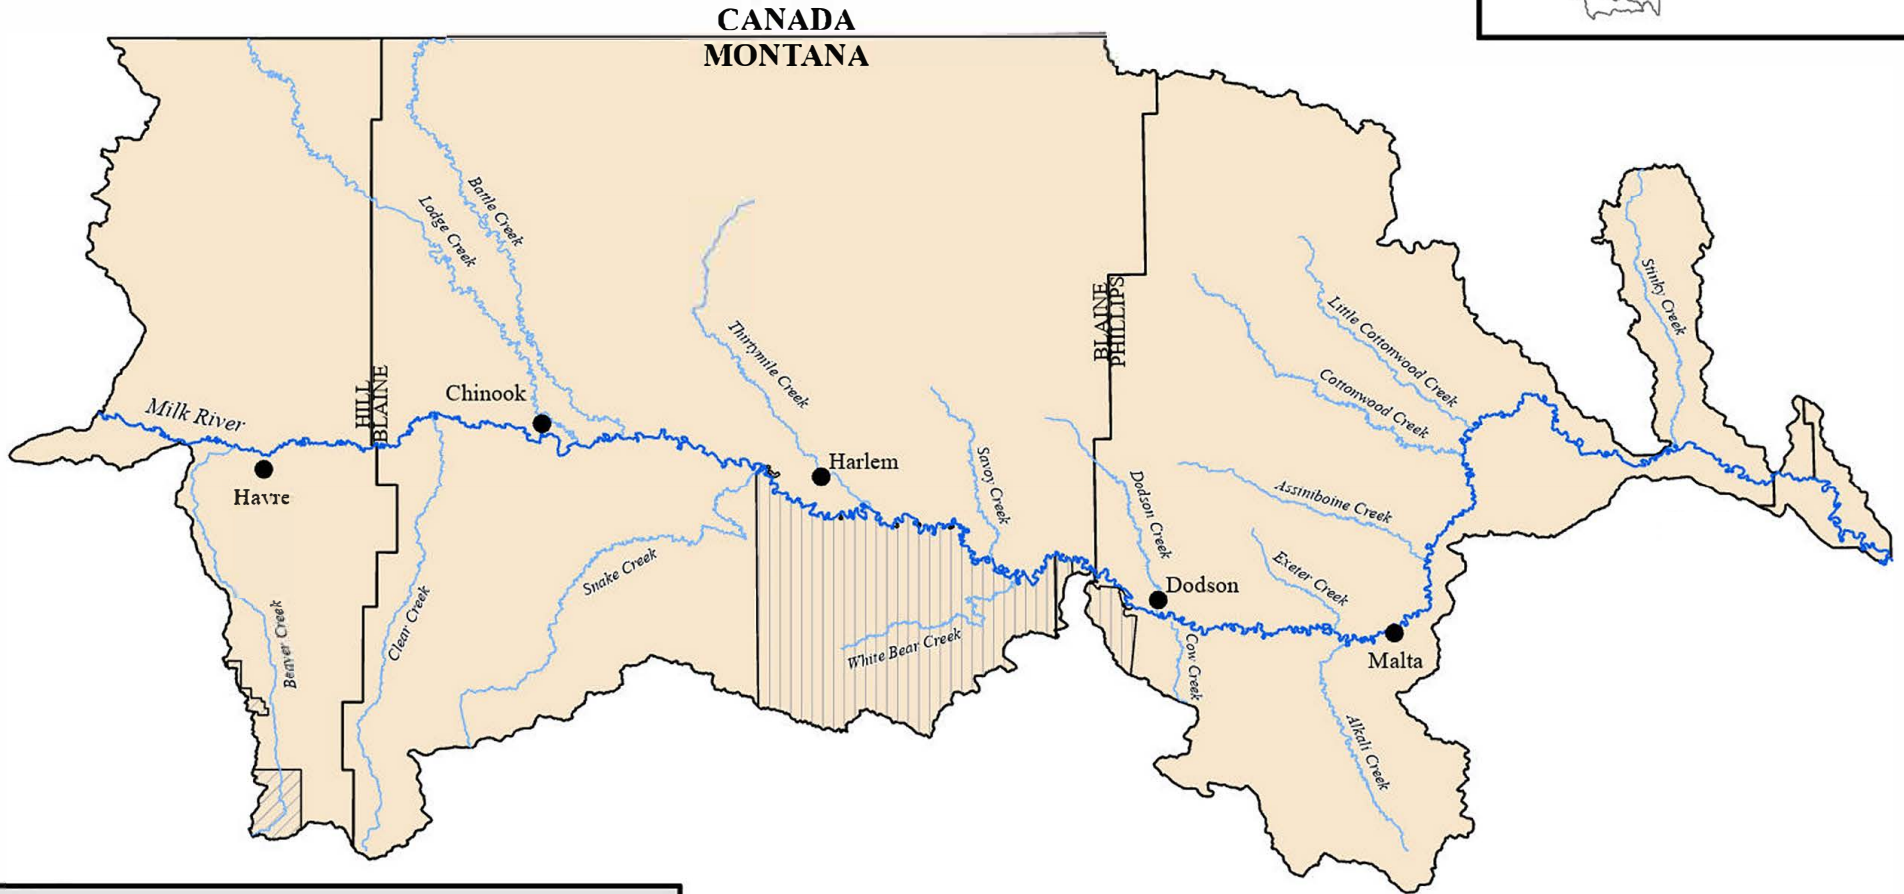 CANADA
MONTANA
Battle Creek
Lodge Creek
Stinky Creek
BLAINE
PHILLIPS
Little Cottonwood Creek
Thirtymile Creek
HILL
BLAINE
Chinook
Cottonwood Creek
Milk River
Harlem
Havre
Savoy Creek
Dodson Creek
Assiniboine Creek
Snake Creek
Exeter Creek
Dodson
Beaver Creek
Clear Creek
White Bear Creek
Cow Creek
Malta
Alkali Creek